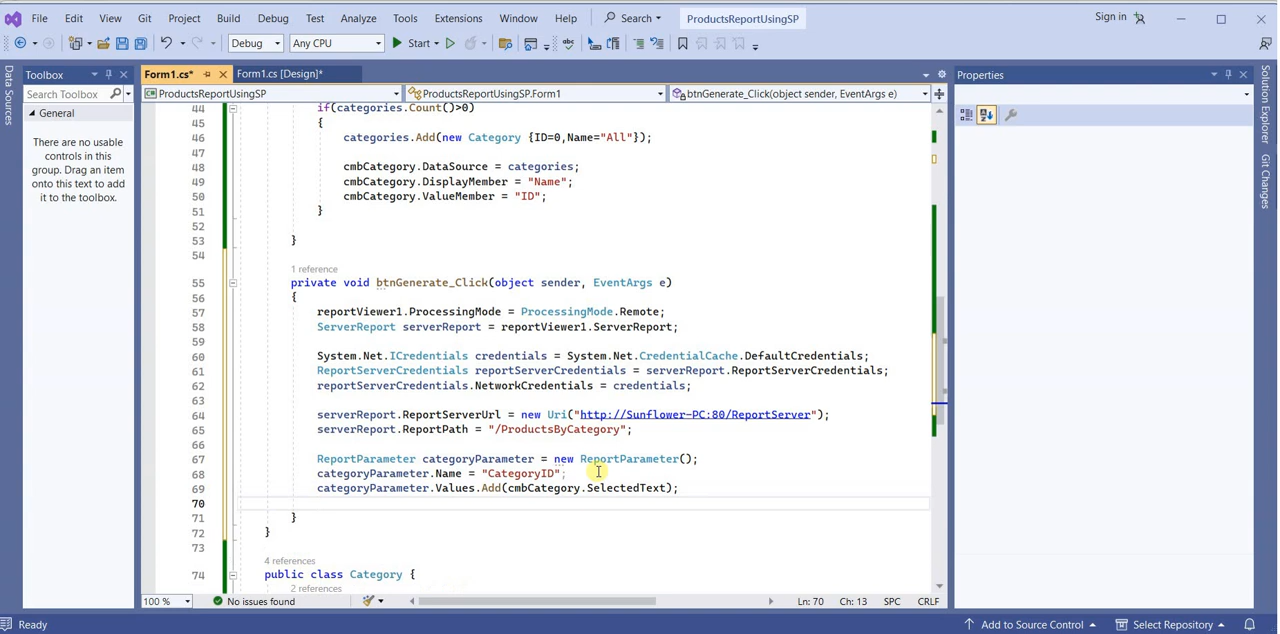 File Edit View Git Project Build Debug Test Analyze Tools Extensions Window Help Search ProductsReportUsingSP Sign in
Debug Any CPU Start
Data Sources
Toolbox
Search Toolbox
General
There are no usable
controls in this
group. Drag an item
onto this text to add
it to the toolbox.
Form1.cs* Form1.cs [Design]*
ProductsReportUsingSP ProductsReportUsingSP.Form1 btnGenerate_Click(object sender, EventArgs e)
44 if(categories.Count()>0)
45 {
46 categories.Add(new Category {ID=0,Name="All"});
47
48 cmbCategory.DataSource = categories;
49 cmbCategory.DisplayMember = "Name";
50 cmbCategory.ValueMember = "ID";
51 }
52
53 }
54
1 reference
55 private void btnGenerate_Click(object sender, EventArgs e)
56 {
57 reportViewer1.ProcessingMode = ProcessingMode.Remote;
58 ServerReport serverReport = reportViewer1.ServerReport;
59
60 System.Net.ICredentials credentials = System.Net.CredentialCache.DefaultCredentials;
61 ReportServerCredentials reportServerCredentials = serverReport.ReportServerCredentials;
62 reportServerCredentials.NetworkCredentials = credentials;
63
64 serverReport.ReportServerUrl = new Uri("http://Sunflower-PC:80/ReportServer");
65 serverReport.ReportPath = "/ProductsByCategory";
66
67 ReportParameter categoryParameter = new ReportParameter();
68 categoryParameter.Name = "CategoryID";
69 categoryParameter.Values.Add(cmbCategory.SelectedText);
70
71 }
72 }
73
4 references
74 public class Category {
2 references
100 % No issues found Ln: 70 Ch: 13 SPC CRLF
Properties
Solution Explorer
Git Changes
Ready Add to Source Control Select Repository